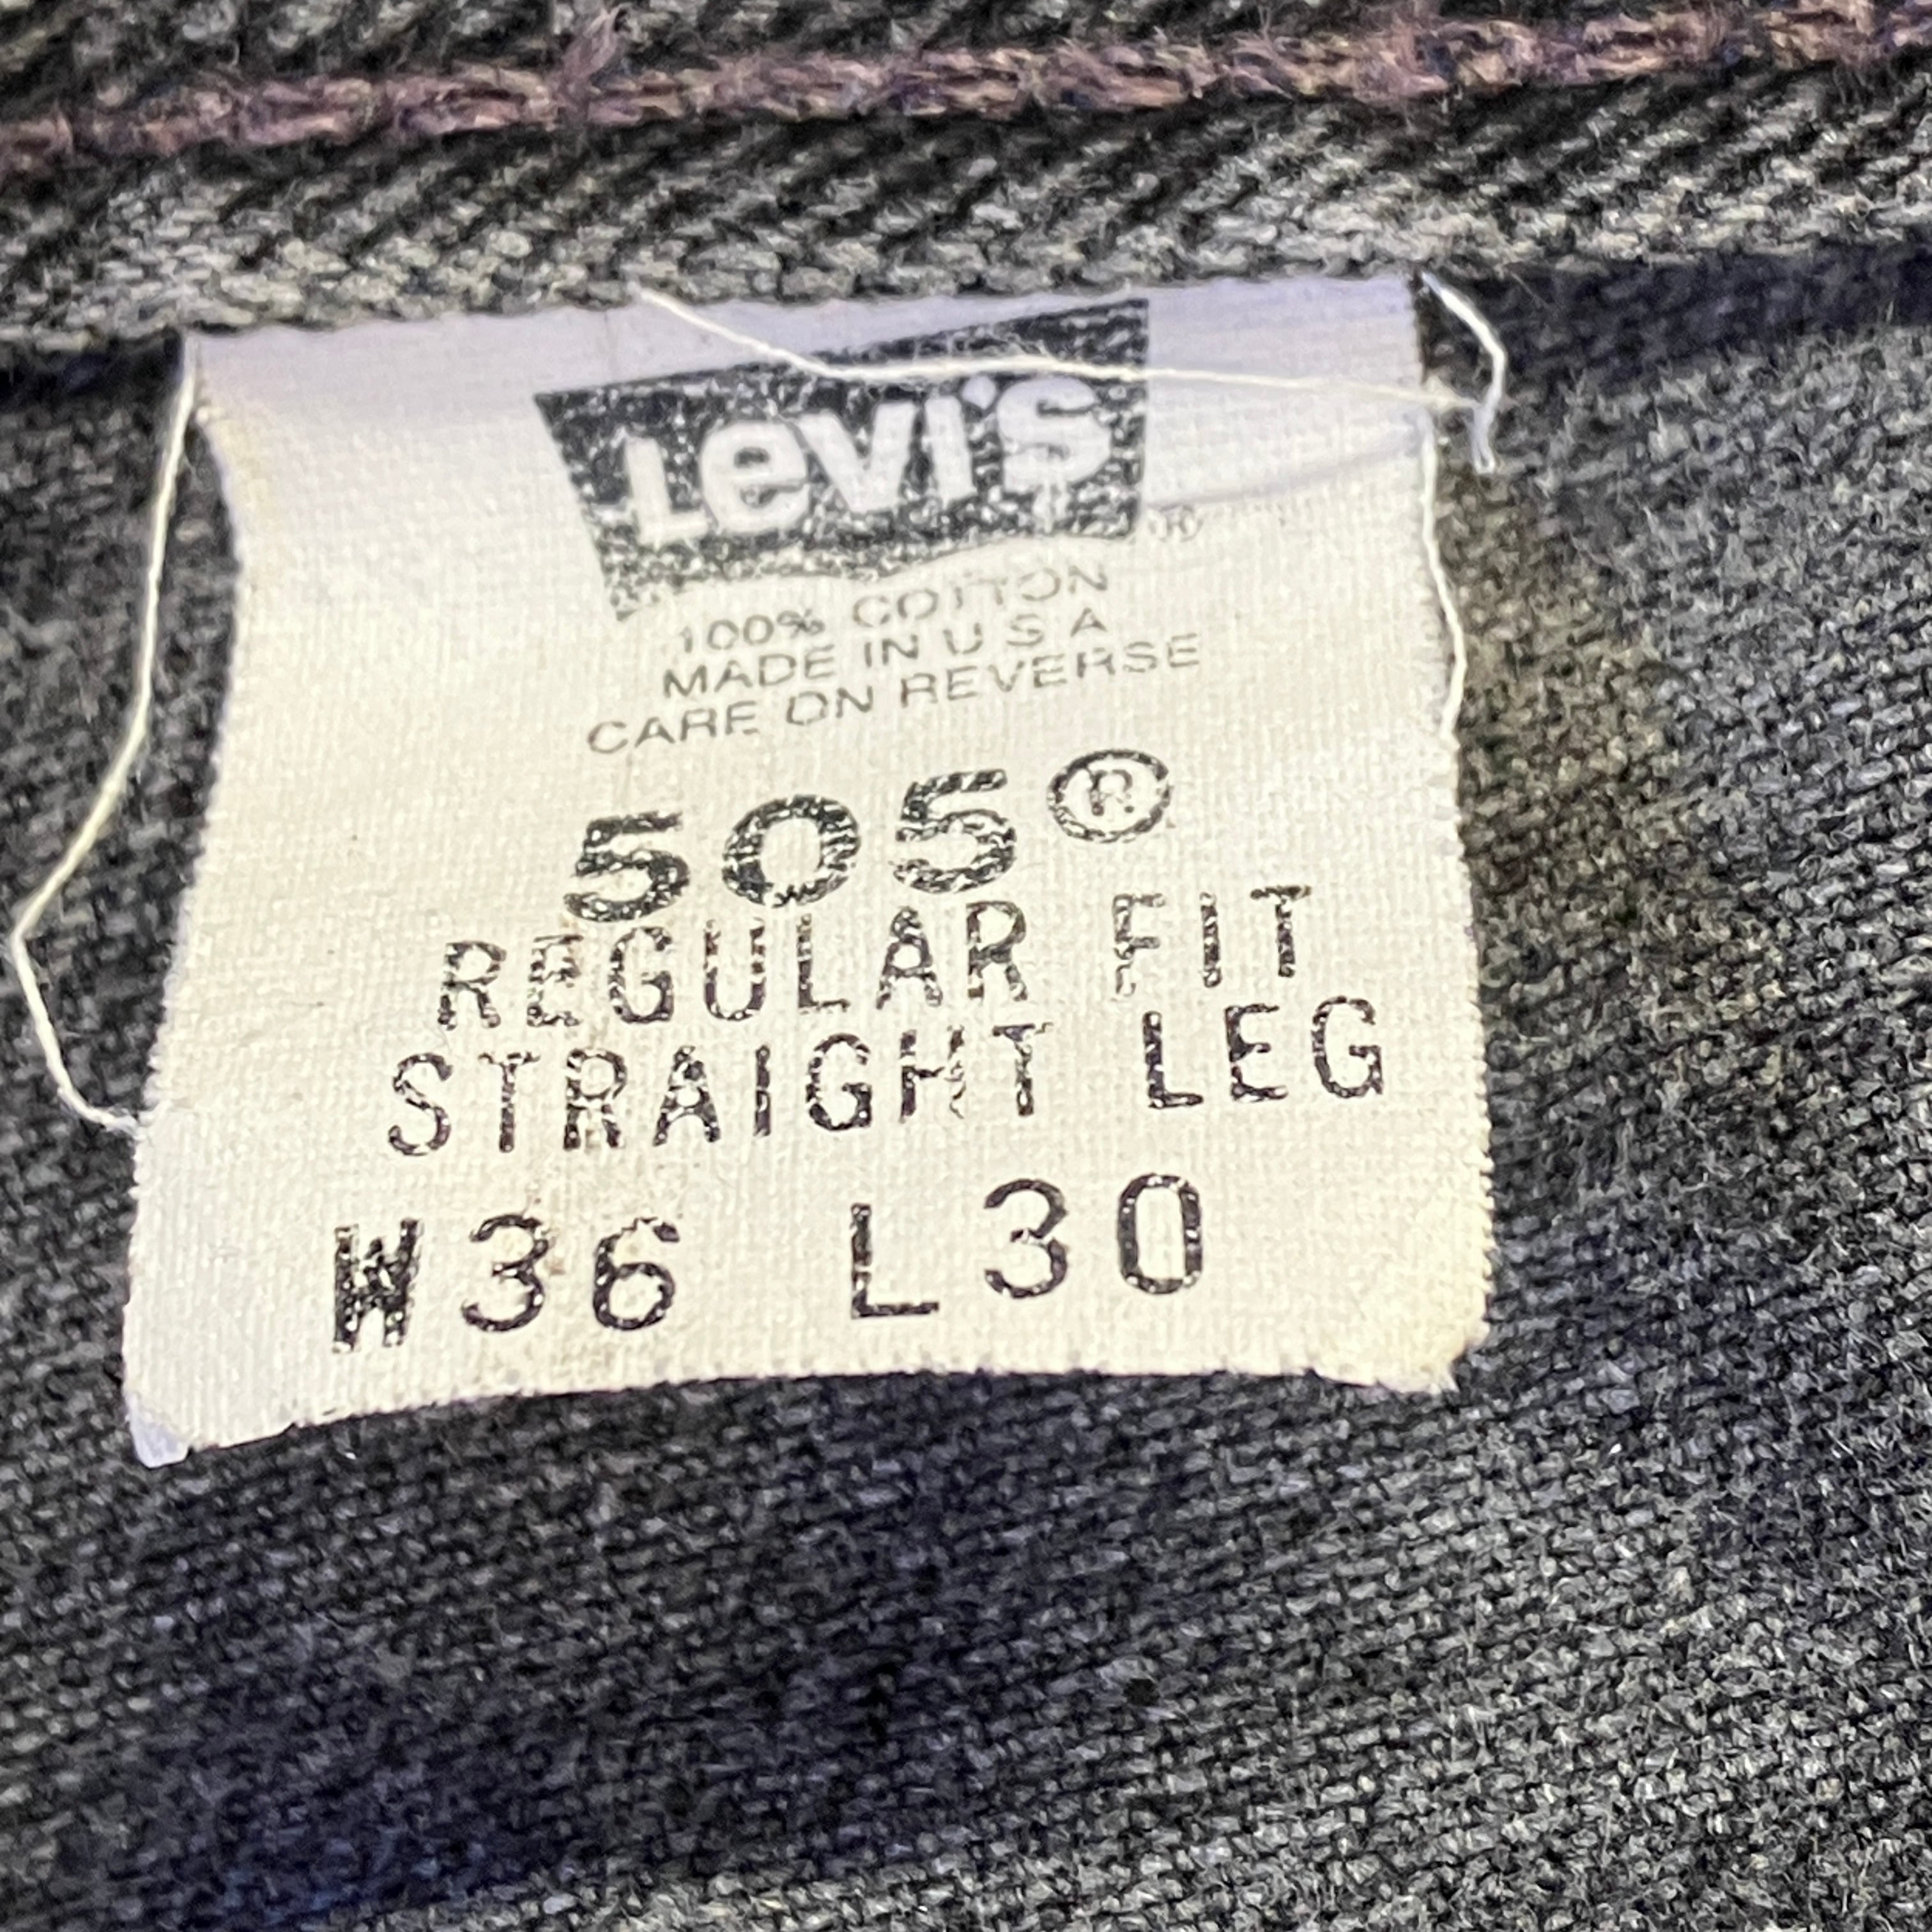 Levi's ®
100% COTTON
MADE IN U S A
CARE ON REVERSE
505®
REGULAR FIT
STRAIGHT LEG
W36 L30